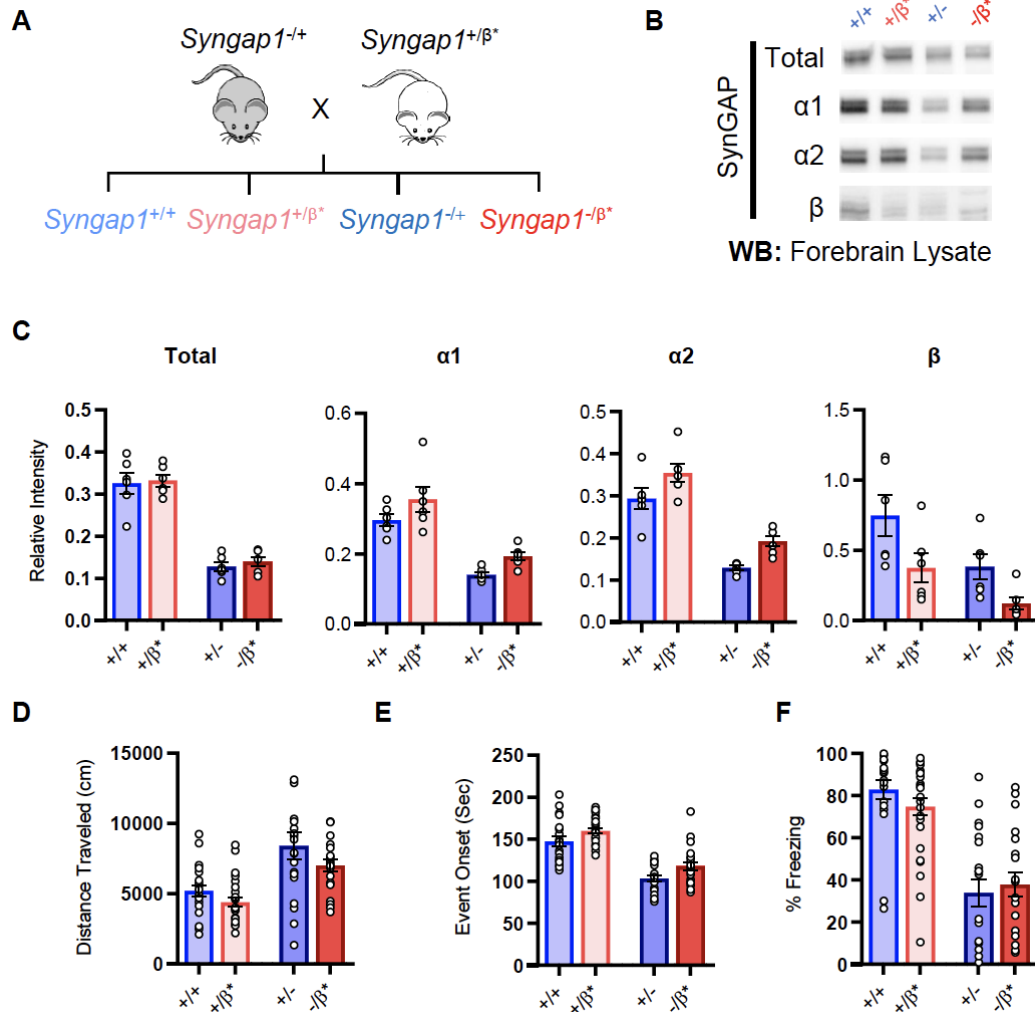 A
Syngap1-/+
Syngap1+/β*
X
Syngap1+/+ Syngap1+/β* Syngap1-/+ Syngap1-/β*
B
+/+ +/β* +/- -/β*
SynGAP
Total
α1
α2
β
WB: Forebrain Lysate
C
Total
Relative Intensity
0.5
0.4
0.3
0.2
0.1
0.0
+/+ +/β* +/- -/β*
α1
0.6
0.4
0.2
0.0
+/+ +/β* +/- -/β*
α2
0.5
0.4
0.3
0.2
0.1
0.0
+/+ +/β* +/- -/β*
β
1.5
1.0
0.5
0.0
+/+ +/β* +/- -/β*
D
Distance Traveled (cm)
15000
10000
5000
0
+/+ +/β* +/- -/β*
E
Event Onset (Sec)
250
200
150
100
50
0
+/+ +/β* +/- -/β*
F
% Freezing
100
80
60
40
20
0
+/+ +/β* +/- -/β*